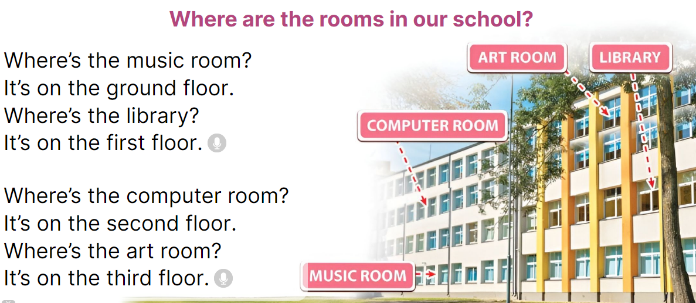 Where are the rooms in our school?
Where's the music room?
It's on the ground floor.
Where's the library?
It's on the first floor.
Where's the computer room?
It's on the second floor.
Where's the art room?
It's on the third floor.
ART ROOM
LIBRARY
COMPUTER ROOM
MUSIC ROOM